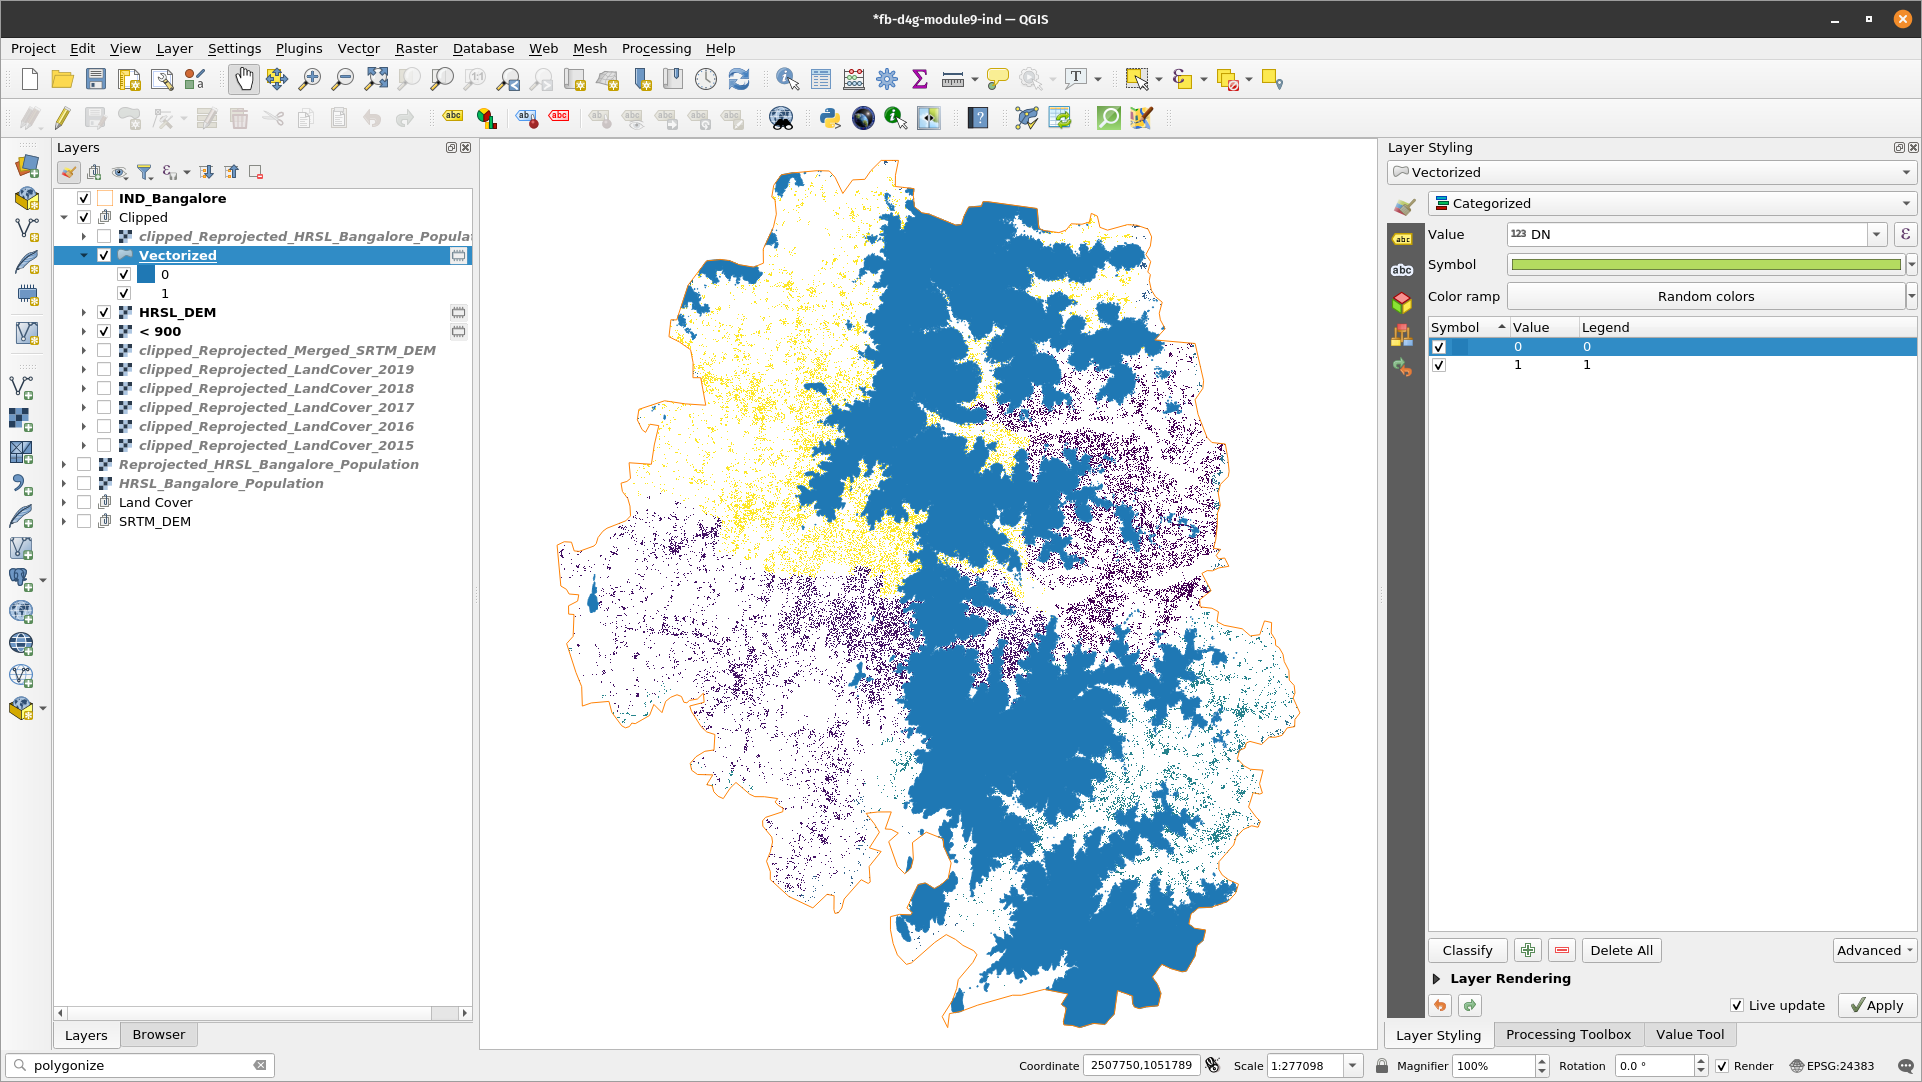 *fb-d4g-module9-ind — QGIS
Project Edit View Layer Settings Plugins Vector Raster Database Web Mesh Processing Help
Layers
IND_Bangalore
Clipped
clipped_Reprojected_HRSL_Bangalore_Populat
Vectorized
0
1
HRSL_DEM
< 900
clipped_Reprojected_Merged_SRTM_DEM
clipped_Reprojected_LandCover_2019
clipped_Reprojected_LandCover_2018
clipped_Reprojected_LandCover_2017
clipped_Reprojected_LandCover_2016
clipped_Reprojected_LandCover_2015
Reprojected_HRSL_Bangalore_Population
HRSL_Bangalore_Population
Land Cover
SRTM_DEM
Layers Browser
Layer Styling
Vectorized
Categorized
Value 123 DN ε
Symbol
Color ramp Random colors
Symbol Value Legend
0 0
1 1
Classify Delete All Advanced
Layer Rendering
Live update Apply
Layer Styling Processing Toolbox Value Tool
polygonize
Coordinate 2507750,1051789 Scale 1:277098 Magnifier 100% Rotation 0.0 ° Render EPSG:24383